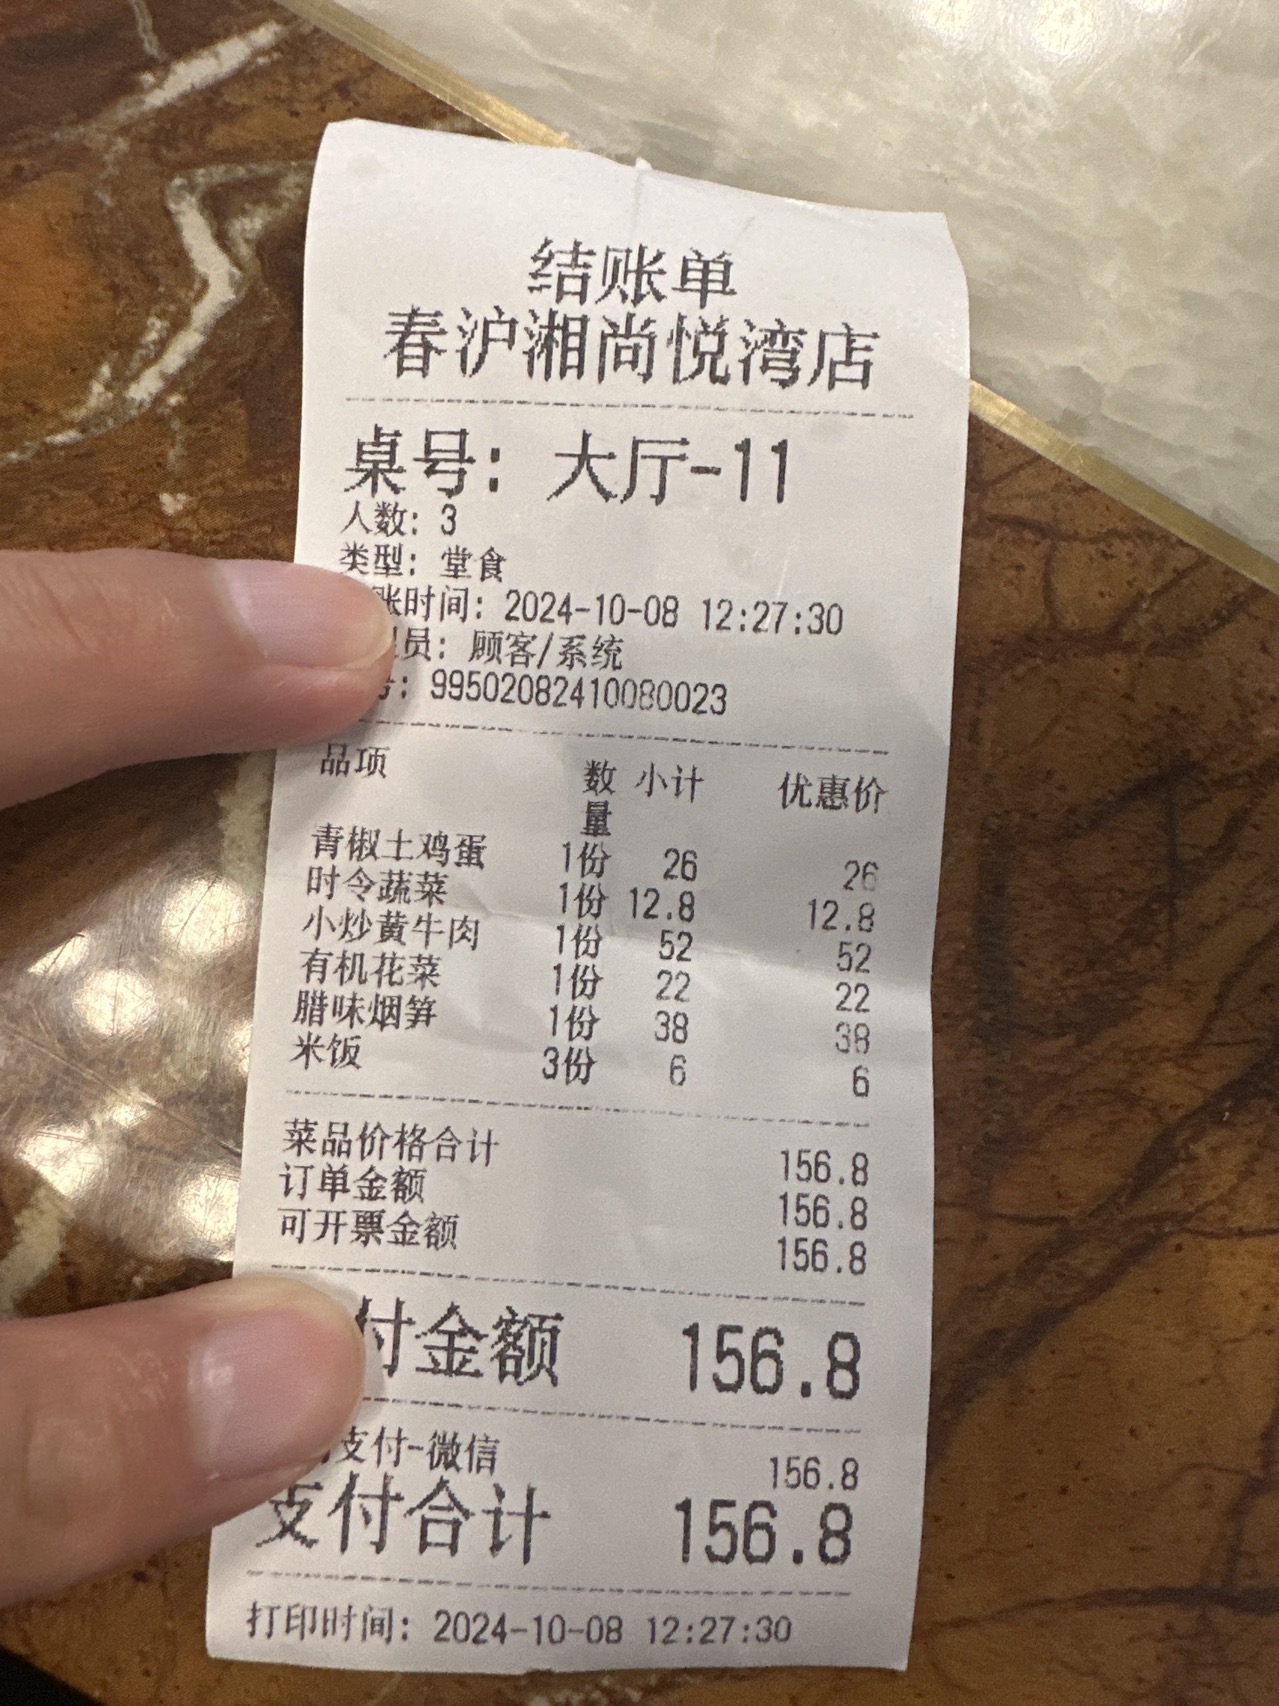 结账单
春沪湘尚悦湾店
桌号：大厅-11
人数：3
类型：堂食
账时间：2024-10-08 12:27:30
员：顾客/系统
号：99502082410080023
品项 数量 小计 优惠价
青椒土鸡蛋 1份 26 26
时令蔬菜 1份 12.8 12.8
小炒黄牛肉 1份 52 52
有机花菜 1份 22 22
腊味烟笋 1份 38 38
米饭 3份 6 6
菜品价格合计 156.8
订单金额 156.8
可开票金额 156.8
付金额 156.8
支付-微信 156.8
支付合计 156.8
打印时间：2024-10-08 12:27:30